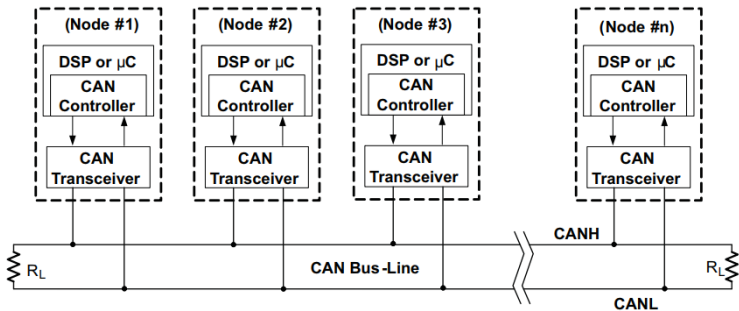 (Node #1)
DSP or µC
CAN
Controller
CAN
Transceiver
(Node #2)
DSP or µC
CAN
Controller
CAN
Transceiver
(Node #3)
DSP or µC
CAN
Controller
CAN
Transceiver
(Node #n)
DSP or µC
CAN
Controller
CAN
Transceiver
CANH
RL
CAN Bus-Line
RL
CANL